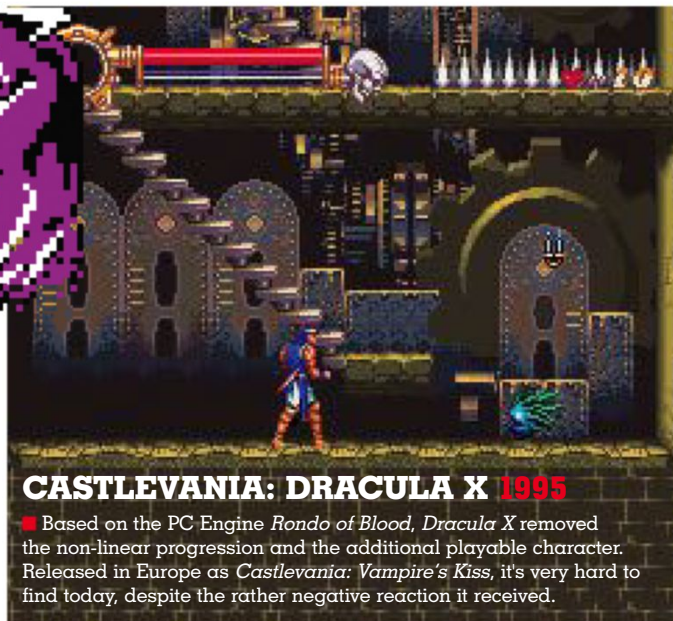 CASTLEVANIA: DRACULA X 1995
Based on the PC Engine Rondo of Blood, Dracula X removed
the non-linear progression and the additional playable character.
Released in Europe as Castlevania: Vampire's Kiss, it's very hard to
find today, despite the rather negative reaction it received.